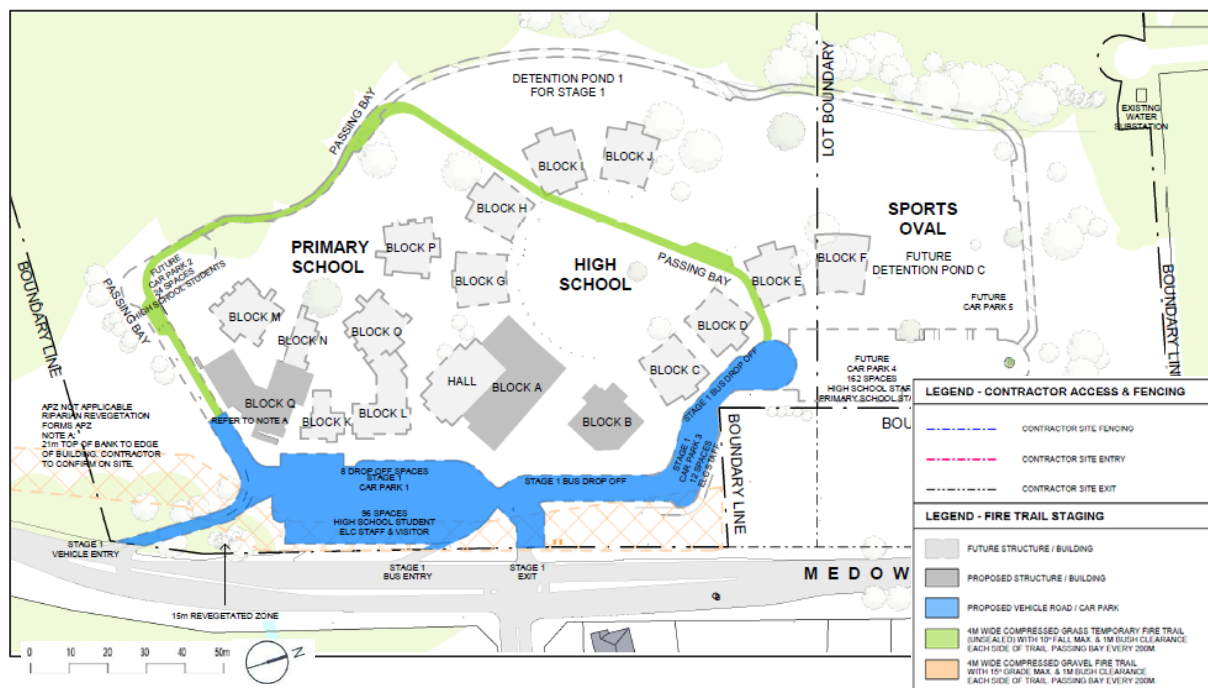 DETENTION POND 1
FOR STAGE 1
PASSING BAY
LOT BOUNDARY
EXISTING
WATER
SUBSTATION
BLOCK I
BLOCK J
BLOCK H
PRIMARY
SCHOOL
BLOCK P
BLOCK G
HIGH
SCHOOL
PASSING BAY
SPORTS
OVAL
FUTURE
DETENTION POND C
BLOCK E
BLOCK F
FUTURE
CAR PARK 5
BOUNDARY LINE
BOUNDARY LINE
FUTURE
CAR PARK 2
24 SPACES
HIGH SCHOOL STUDENTS
PASSING BAY
BLOCK M
BLOCK N
BLOCK O
BLOCK D
HALL
BLOCK A
BLOCK C
STAGE 1 BUS DROP OFF
FUTURE
CAR PARK 4
162 SPACES
HIGH SCHOOL STAF
PRIMARY SCHOOL STA
BLOCK Q
REFER TO NOTE A
BLOCK K
BLOCK L
BLOCK B
APZ NOT APPLICABLE
RIPARIAN REVEGETATION
FORMS APZ
NOTE A:
21m TOP OF BANK TO EDGE
OF BUILDING. CONTRACTOR
TO CONFIRM ON SITE.
8 DROP OFF SPACES
STAGE 1
CAR PARK 1
96 SPACES
HIGH SCHOOL STUDENT
ELC STAFF & VISITOR
STAGE 1 BUS DROP OFF
STAGE 1
CAR PARK 3
12 SPACES
ELC STAFF
BOUNDARY LINE
BOU
STAGE 1
VEHICLE ENTRY
STAGE 1
BUS ENTRY
STAGE 1
EXIT
MEDOW
15m REVEGETATED ZONE
0 10 20 30 50m
N
LEGEND - CONTRACTOR ACCESS & FENCING
CONTRACTOR SITE FENCING
CONTRACTOR SITE ENTRY
CONTRACTOR SITE EXIT
LEGEND - FIRE TRAIL STAGING
FUTURE STRUCTURE / BUILDING
PROPOSED STRUCTURE / BUILDING
PROPOSED VEHICLE ROAD / CAR PARK
4M WIDE COMPRESSED GRASS TEMPORARY FIRE TRAIL
(UNSEALED) WITH 10° FALL MAX. & 1M BUSH CLEARANCE
EACH SIDE OF TRAIL. PASSING BAY EVERY 200M.
4M WIDE COMPRESSED GRAVEL FIRE TRAIL
WITH 15° GRADE MAX. & 1M BUSH CLEARANCE
EACH SIDE OF TRAIL. PASSING BAY EVERY 200M.